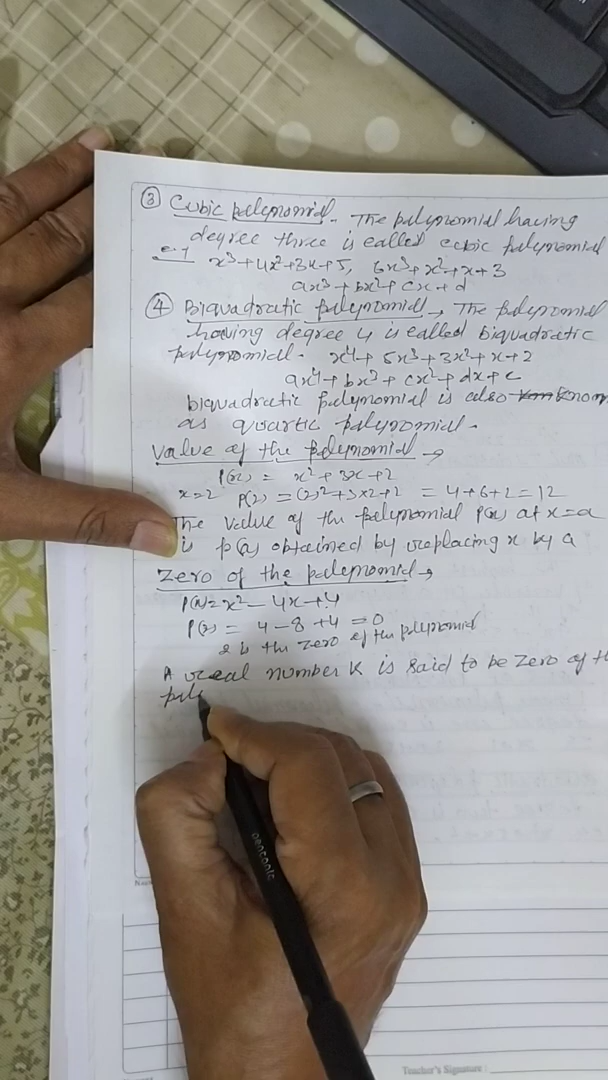 ③ Cubic polynomial. The polynomial having
degree three is called cubic polynomial
e.g x³+4x²+3x+5, 6x³+x²+x+3
ax³+bx²+cx+d
④ Biquadratic polynomial → The polynomial
having degree 4 is called biquadratic
polynomial. x⁴+5x³+3x²+x+2
ax⁴+bx³+cx²+dx+e
biquadratic polynomial is also know
as quartic polynomial.
Value of the polynomial →
P(x) = x²+3x+2
x=2 P(2) = (2)²+3×2+2 = 4+6+2=12
The value of the polynomial P(x) at x=a
is p(a) obtained by replacing x by a
Zero of the polynomial →
P(x)=x²-4x+4
P(2) = 4-8+4 =0
2 is the zero of the polynomial
A real number K is said to be zero of th
pol
oeotonic
Teacher's Signature :